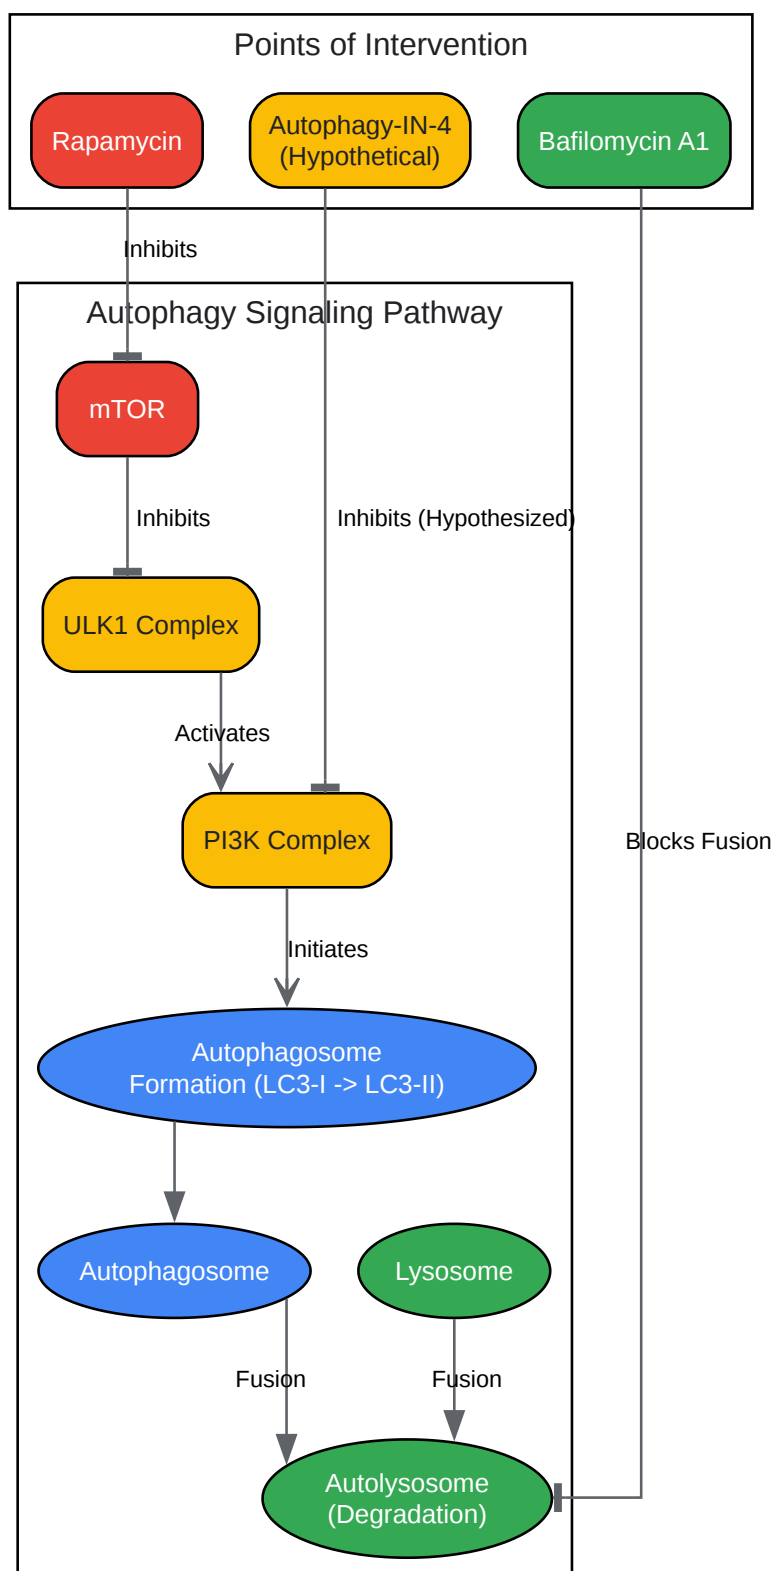 Points of Intervention
Rapamycin
Autophagy-IN-4
(Hypothetical)
Bafilomycin A1
Inhibits
Autophagy Signaling Pathway
mTOR
Inhibits
Inhibits (Hypothesized)
ULK1 Complex
Activates
PI3K Complex
Blocks Fusion
Initiates
Autophagosome
Formation (LC3-I -> LC3-II)
Autophagosome
Lysosome
Fusion
Fusion
Autolysosome
(Degradation)